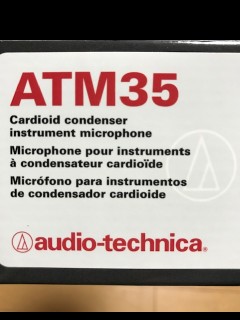 ATM35
Cardioid condenser
instrument microphone
Microphone pour instruments
à condensateur cardioïde
Micrófono para instrumentos
de condensador cardioide
audio-technica®